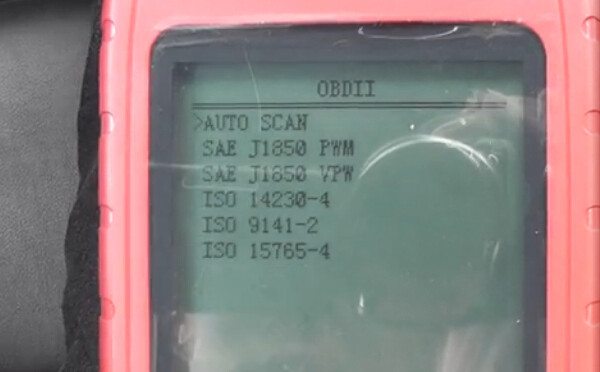 OBDII
>AUTO SCAN
SAE J1850 PWM
SAE J1850 VPW
ISO 14230-4
ISO 9141-2
ISO 15765-4